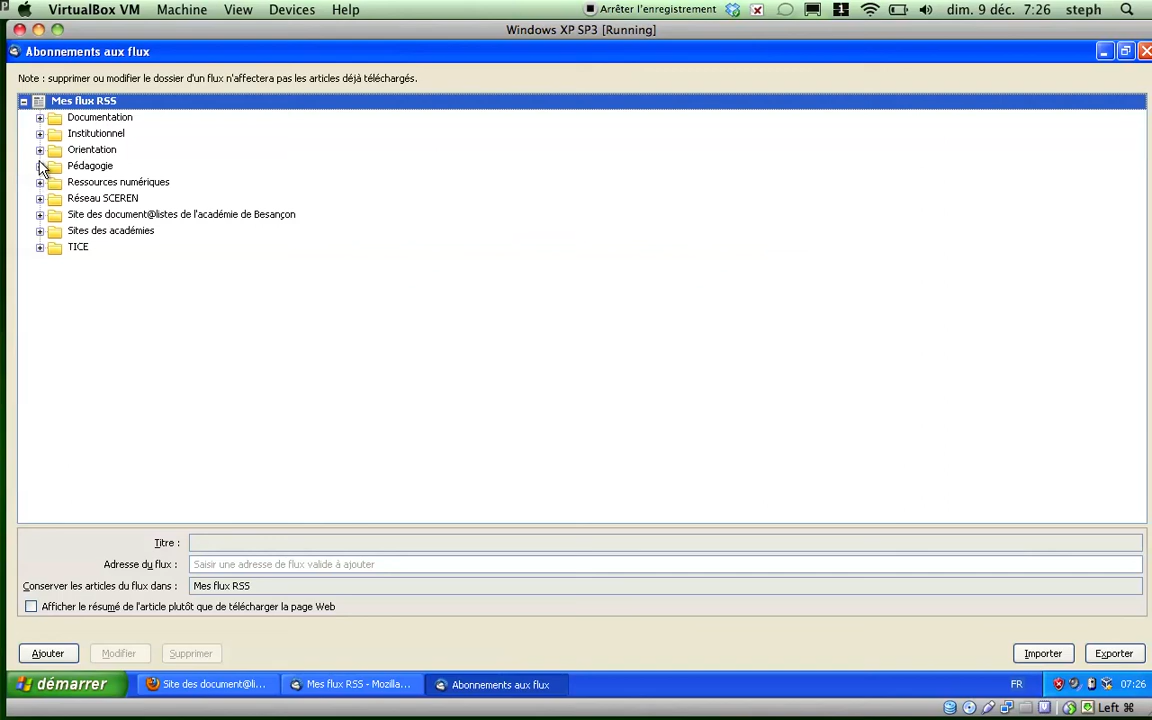 VirtualBox VM Machine View Devices Help Arrêter l'enregistrement 1 dim. 9 déc. 7:26 steph
Windows XP SP3 [Running]
Abonnements aux flux
Note : supprimer ou modifier le dossier d'un flux n'affectera pas les articles déjà téléchargés.
Mes flux RSS
Documentation
Institutionnel
Orientation
Pédagogie
Ressources numériques
Réseau SCEREN
Site des document@listes de l'académie de Besançon
Sites des académies
TICE
Titre :
Adresse du flux : Saisir une adresse de flux valide à ajouter
Conserver les articles du flux dans : Mes flux RSS
Afficher le résumé de l'article plutôt que de télécharger la page Web
Ajouter Modifier Supprimer Importer Exporter
démarrer Site des document@li... Mes flux RSS - Mozilla... Abonnements aux flux FR 07:26
Left ⌘